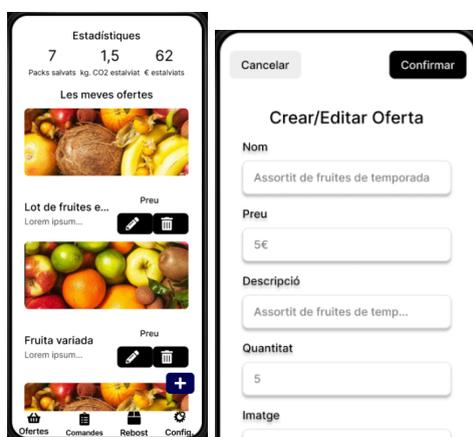 Estadístiques
7 1,5 62
Packs salvats kg. CO2 estalviat € estalviats
Les meves ofertes
Preu
Lot de fruites e...
Lorem ipsum...
Preu
Fruita variada
Lorem ipsum...
+
Ofertes Comandes Rebost Config.
Cancelar Confirmar
Crear/Editar Oferta
Nom
Assortit de fruites de temporada
Preu
5€
Descripció
Assortit de fruites de temp...
Quantitat
5
Imatge